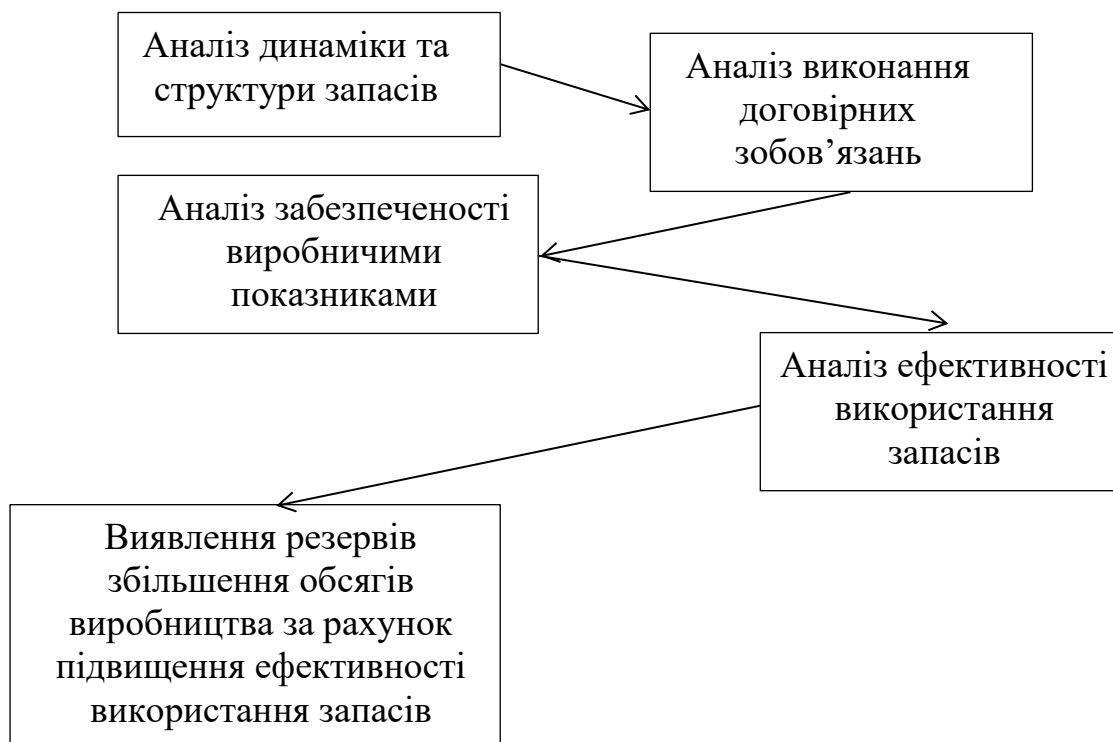 Аналіз динаміки та
структури запасів
Аналіз виконання
договірних
зобов’язань
Аналіз забезпеченості
виробничими
показниками
Аналіз ефективності
використання
запасів
Виявлення резервів
збільшення обсягів
виробництва за рахунок
підвищення ефективності
використання запасів